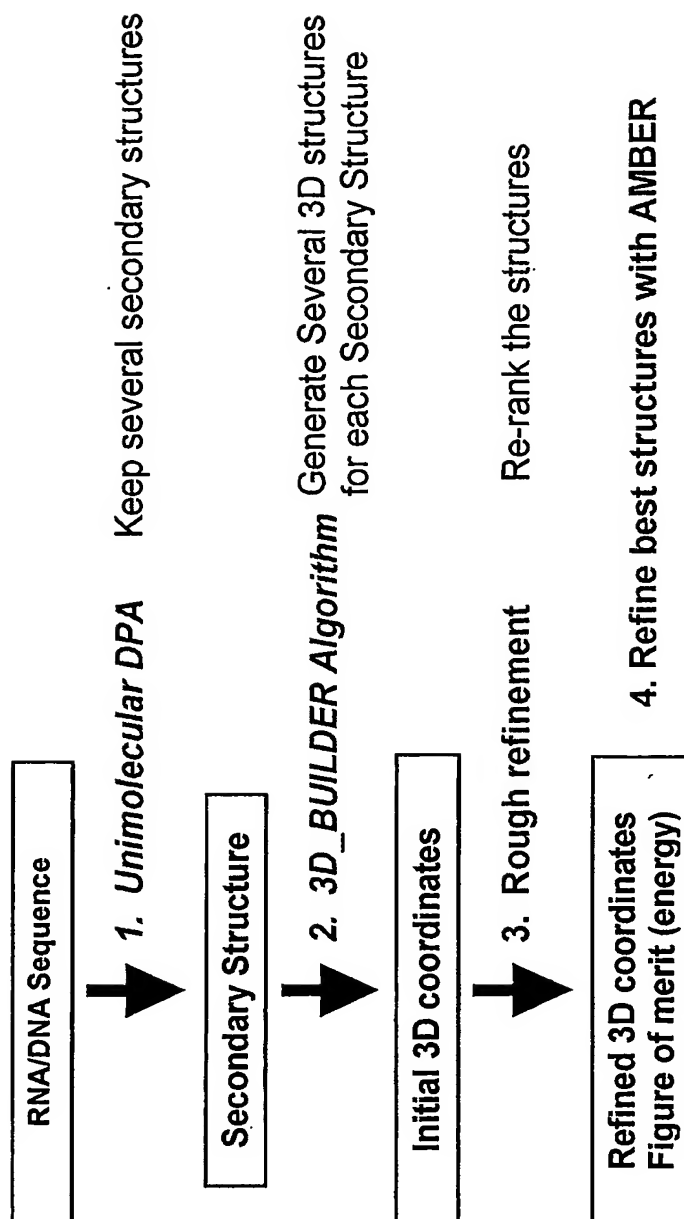 RNA/DNA Sequence
1. Unimolecular DPA
Keep several secondary structures
Secondary Structure
2. 3D_BUILDER Algorithm
Generate Several 3D structures
for each Secondary Structure
Initial 3D coordinates
3. Rough refinement
Re-rank the structures
Refined 3D coordinates
Figure of merit (energy)
4. Refine best structures with AMBER